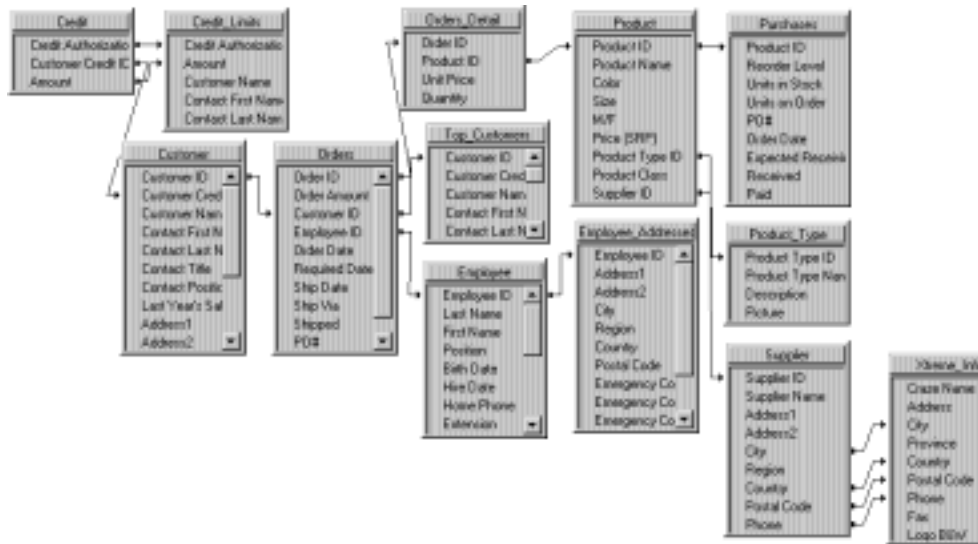 Credit
Credit Authorizatio
Customer Credit ID
Amount
Credit_Limits
Credit Authorizatio
Amount
Customer Name
Contact First Name
Contact Last Nam
Orders_Detail
Order ID
Product ID
Unit Price
Quantity
Product
Product ID
Product Name
Color
Size
M/F
Price (SRP)
Product Type ID
Product Class
Supplier ID
Purchases
Product ID
Reorder Level
Units in Stock
Units on Order
PO#
Order Date
Expected Receivi
Received
Paid
Customer
Customer ID
Customer Cred
Customer Nam
Contact First N
Contact Last N
Contact Title
Contact Positio
Last Year's Sal
Address1
Address2
Orders
Order ID
Order Amount
Customer ID
Employee ID
Order Date
Required Date
Ship Date
Ship Via
Shipped
PO#
Top_Customers
Customer ID
Customer Cred
Customer Nam
Contact First N
Contact Last N
Employee
Employee ID
Last Name
First Name
Position
Birth Date
Hire Date
Home Phone
Extension
Employee_Addresses
Employee ID
Address1
Address2
City
Region
Country
Postal Code
Emergency Co
Emergency Co
Emergency Co
Product_Type
Product Type ID
Product Type Nam
Description
Picture
Supplier
Supplier ID
Supplier Name
Address1
Address2
City
Region
Country
Postal Code
Phone
Xtreme_Inf
Craze Name
Address
City
Province
Country
Postal Code
Phone
Fax
Logo B&W